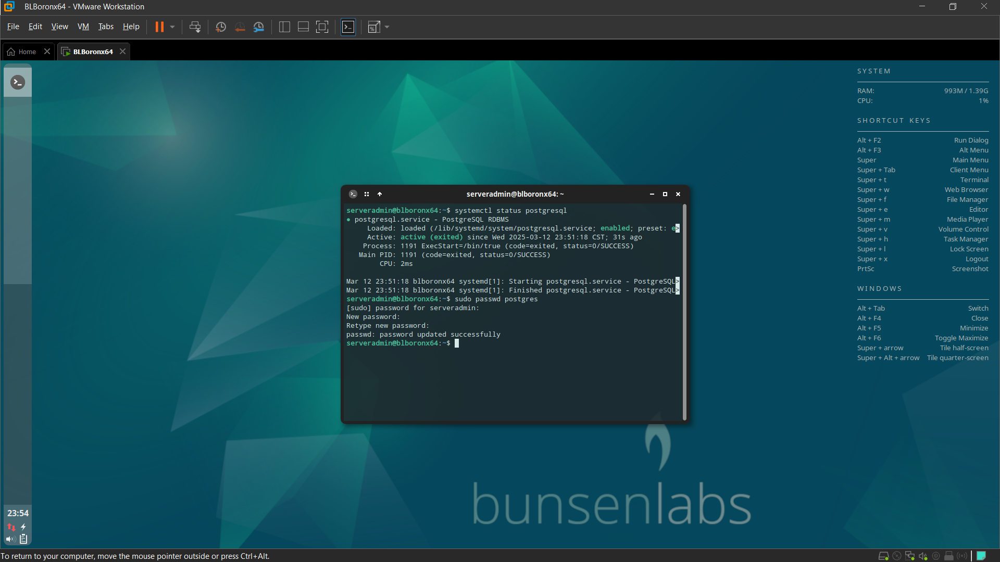 BLBoronx64 - VMware Workstation
File Edit View VM Tabs Help
Home
BLBoronx64
SYSTEM
RAM: 993M / 1.39G
CPU: 1%
SHORTCUT KEYS
Alt + F2 Run Dialog
Alt + F3 Alt Menu
Super Main Menu
Super + Tab Client Menu
Super + t Terminal
Super + w Web Browser
Super + f File Manager
Super + e Editor
Super + m Media Player
Super + v Volume Control
Super + h Task Manager
Super + l Lock Screen
Super + x Logout
PrtSc Screenshot
WINDOWS
Alt + Tab Switch
Alt + F4 Close
Alt + F5 Minimize
Alt + F6 Toggle Maximize
Super + arrow Tile half-screen
Super + Alt + arrow Tile quarter-screen
serveradmin@blboronx64: ~
serveradmin@blboronx64:~$ systemctl status postgresql
● postgresql.service - PostgreSQL RDBMS
Loaded: loaded (/lib/systemd/system/postgresql.service; enabled; preset: e>
Active: active (exited) since Wed 2025-03-12 23:51:18 CST; 31s ago
Process: 1191 ExecStart=/bin/true (code=exited, status=0/SUCCESS)
Main PID: 1191 (code=exited, status=0/SUCCESS)
CPU: 2ms
Mar 12 23:51:18 blboronx64 systemd[1]: Starting postgresql.service - PostgreSQL>
Mar 12 23:51:18 blboronx64 systemd[1]: Finished postgresql.service - PostgreSQL>
serveradmin@blboronx64:~$ sudo passwd postgres
[sudo] password for serveradmin:
New password:
Retype new password:
passwd: password updated successfully
serveradmin@blboronx64:~$
bunsenlabs
23:54
To return to your computer, move the mouse pointer outside or press Ctrl+Alt.